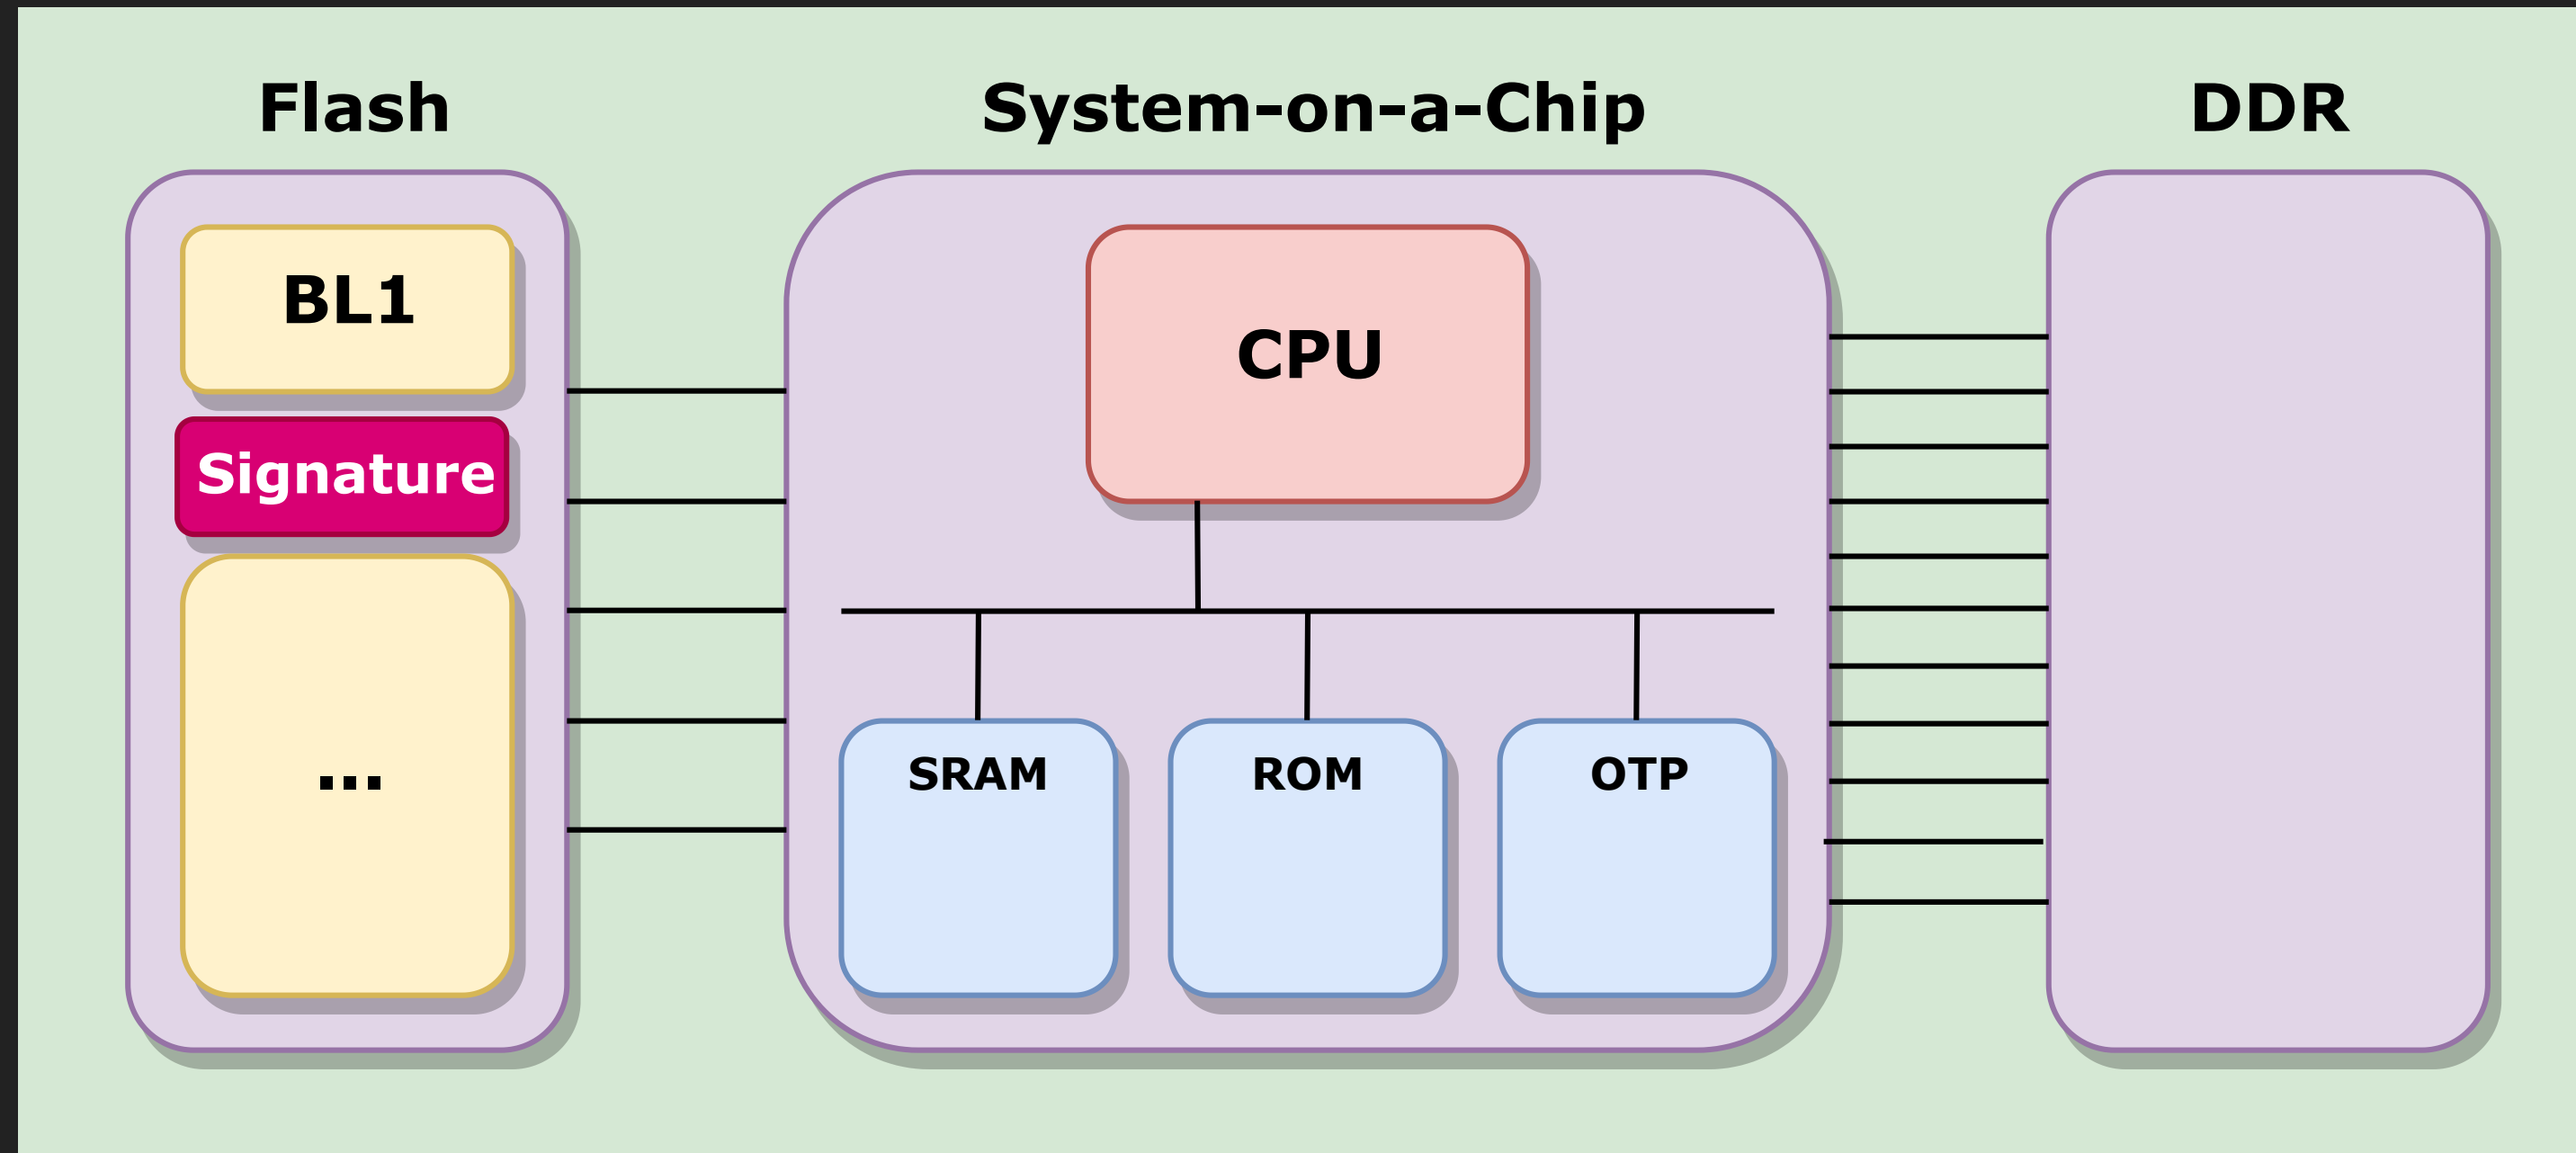 Flash
System-on-a-Chip
DDR
BL1
Signature
...
CPU
SRAM
ROM
OTP